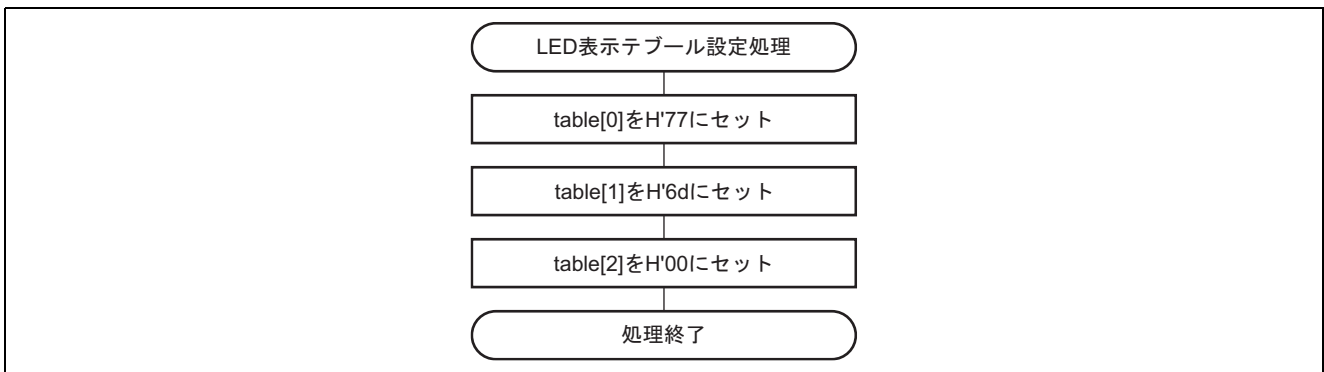 LED表示テブール設定処理
table[0]をH'77にセット
table[1]をH'6dにセット
table[2]をH'00にセット
処理終了